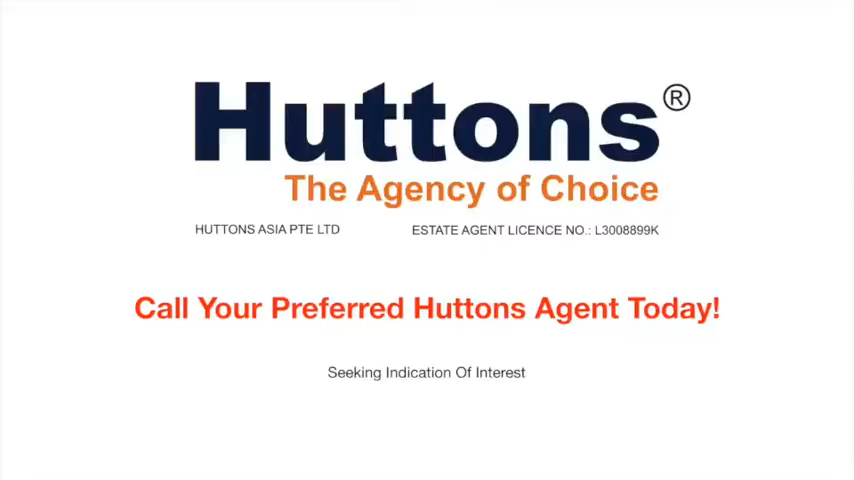 Huttons®
The Agency of Choice
HUTTONS ASIA PTE LTD ESTATE AGENT LICENCE NO.: L3008899K
Call Your Preferred Huttons Agent Today!
Seeking Indication Of Interest